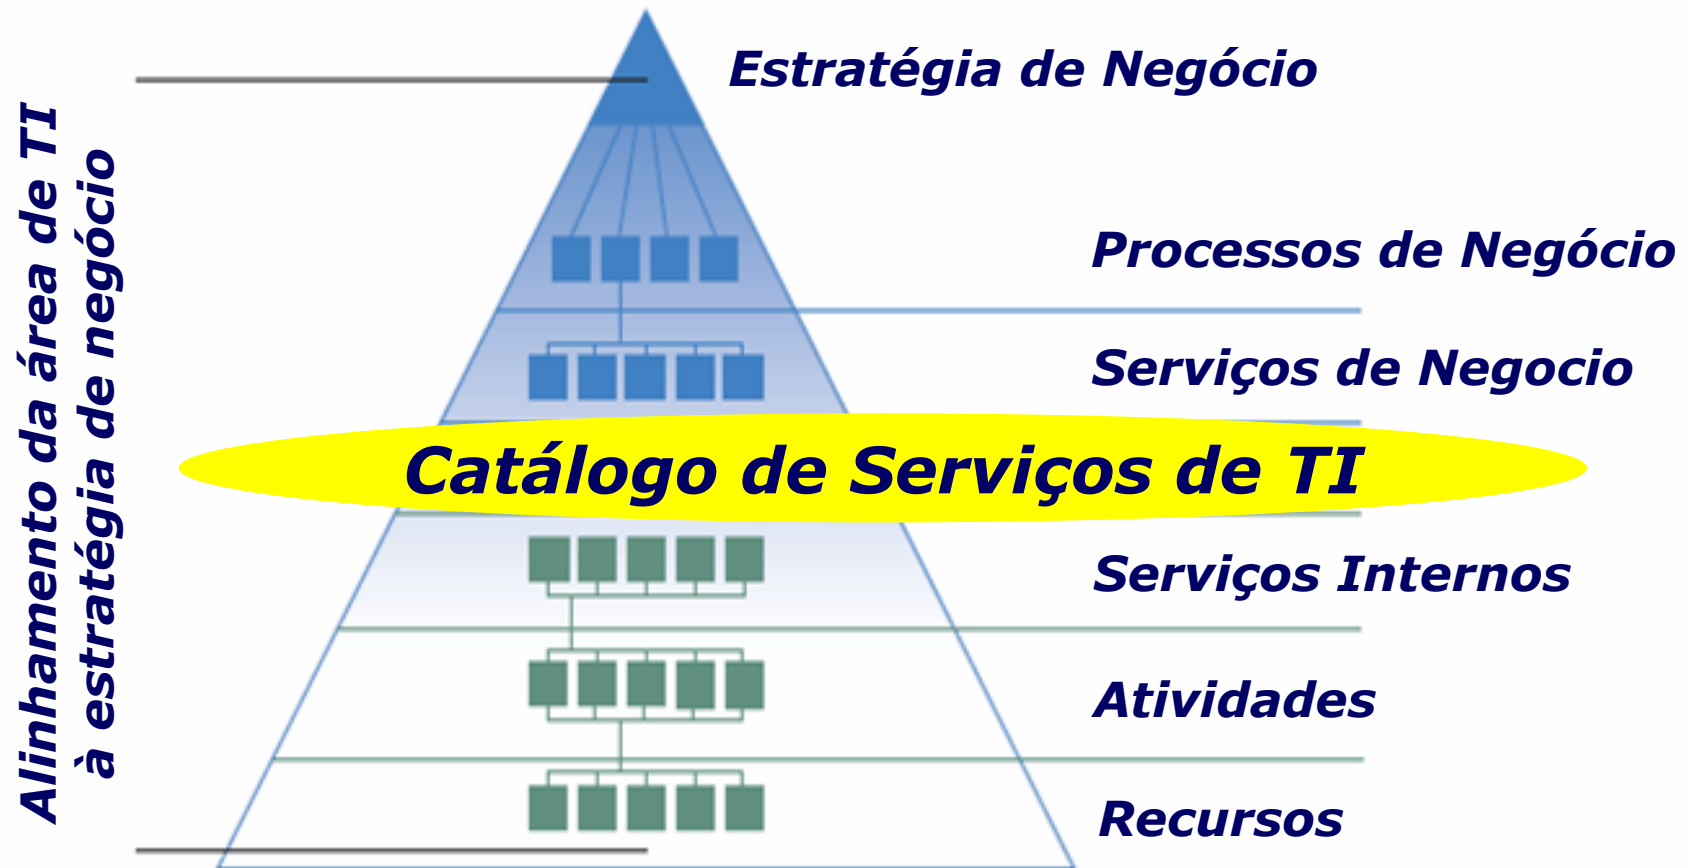 Alinhamento da área de TI
à estratégia de negócio
Estratégia de Negócio
Processos de Negócio
Serviços de Negocio
Catálogo de Serviços de TI
Serviços Internos
Atividades
Recursos